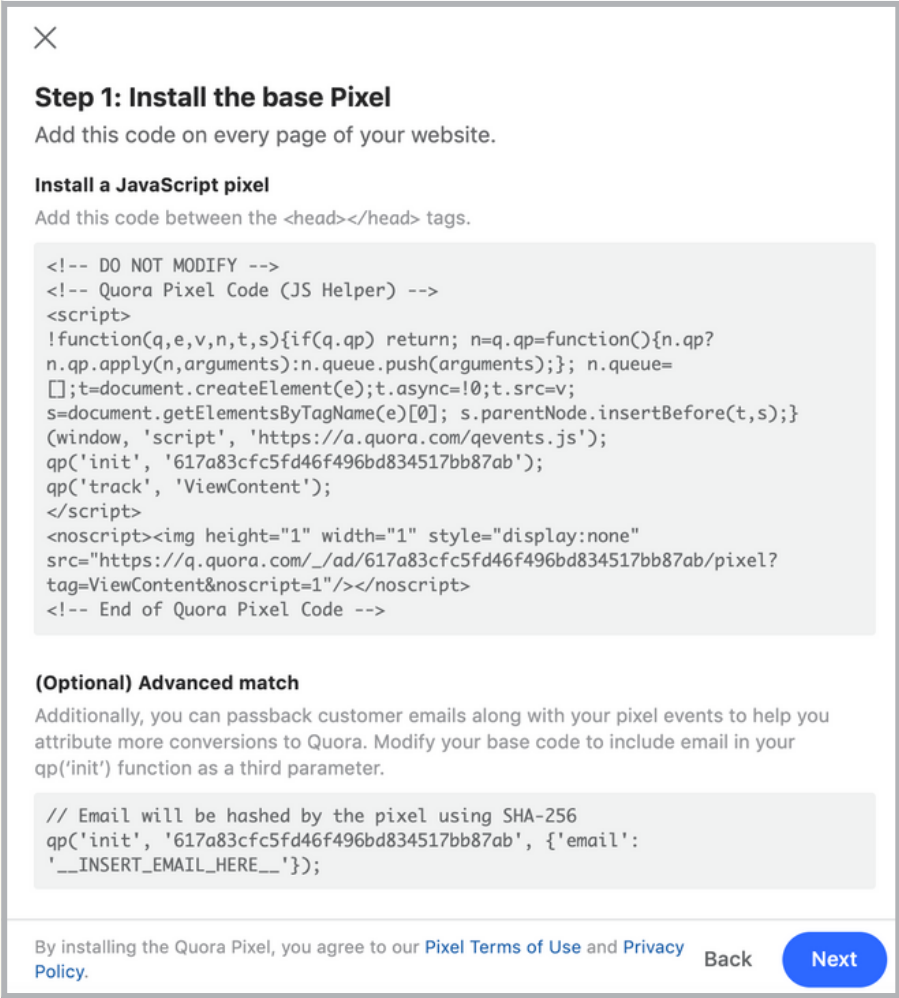 Step 1: Install the base Pixel
Add this code on every page of your website.
Install a JavaScript pixel
Add this code between the <head></head> tags.
<!-- DO NOT MODIFY -->
<!-- Quora Pixel Code (JS Helper) -->
<script>
!function(q,e,v,n,t,s){if(q.qp) return; n=q.qp=function(){n.qp?
n.qp.apply(n,arguments):n.queue.push(arguments);}; n.queue=
[];t=document.createElement(e);t.async=!0;t.src=v;
s=document.getElementsByTagName(e)[0]; s.parentNode.insertBefore(t,s);}
(window, 'script', 'https://a.quora.com/qevents.js');
qp('init', '617a83cfc5fd46f496bd834517bb87ab');
qp('track', 'ViewContent');
</script>
<noscript><img height="1" width="1" style="display:none"
src="https://q.quora.com/_/ad/617a83cfc5fd46f496bd834517bb87ab/pixel?
tag=ViewContent&noscript=1"/></noscript>
<!-- End of Quora Pixel Code -->
(Optional) Advanced match
Additionally, you can passback customer emails along with your pixel events to help you
attribute more conversions to Quora. Modify your base code to include email in your
qp('init') function as a third parameter.
// Email will be hashed by the pixel using SHA-256
qp('init', '617a83cfc5fd46f496bd834517bb87ab', {'email':
'__INSERT_EMAIL_HERE__'});
By installing the Quora Pixel, you agree to our Pixel Terms of Use and Privacy
Policy.
Back
Next